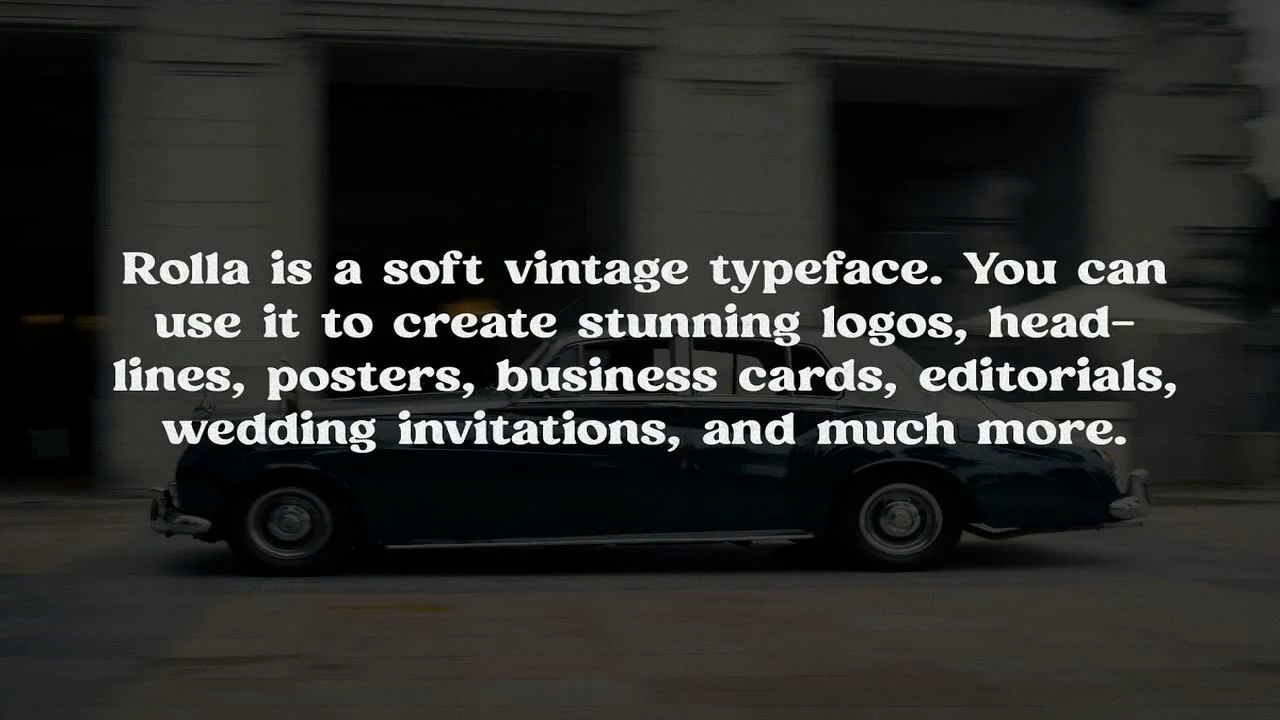 Rolla is a soft vintage typeface. You can
use it to create stunning logos, head-
lines, posters, business cards, editorials,
wedding invitations, and much more.